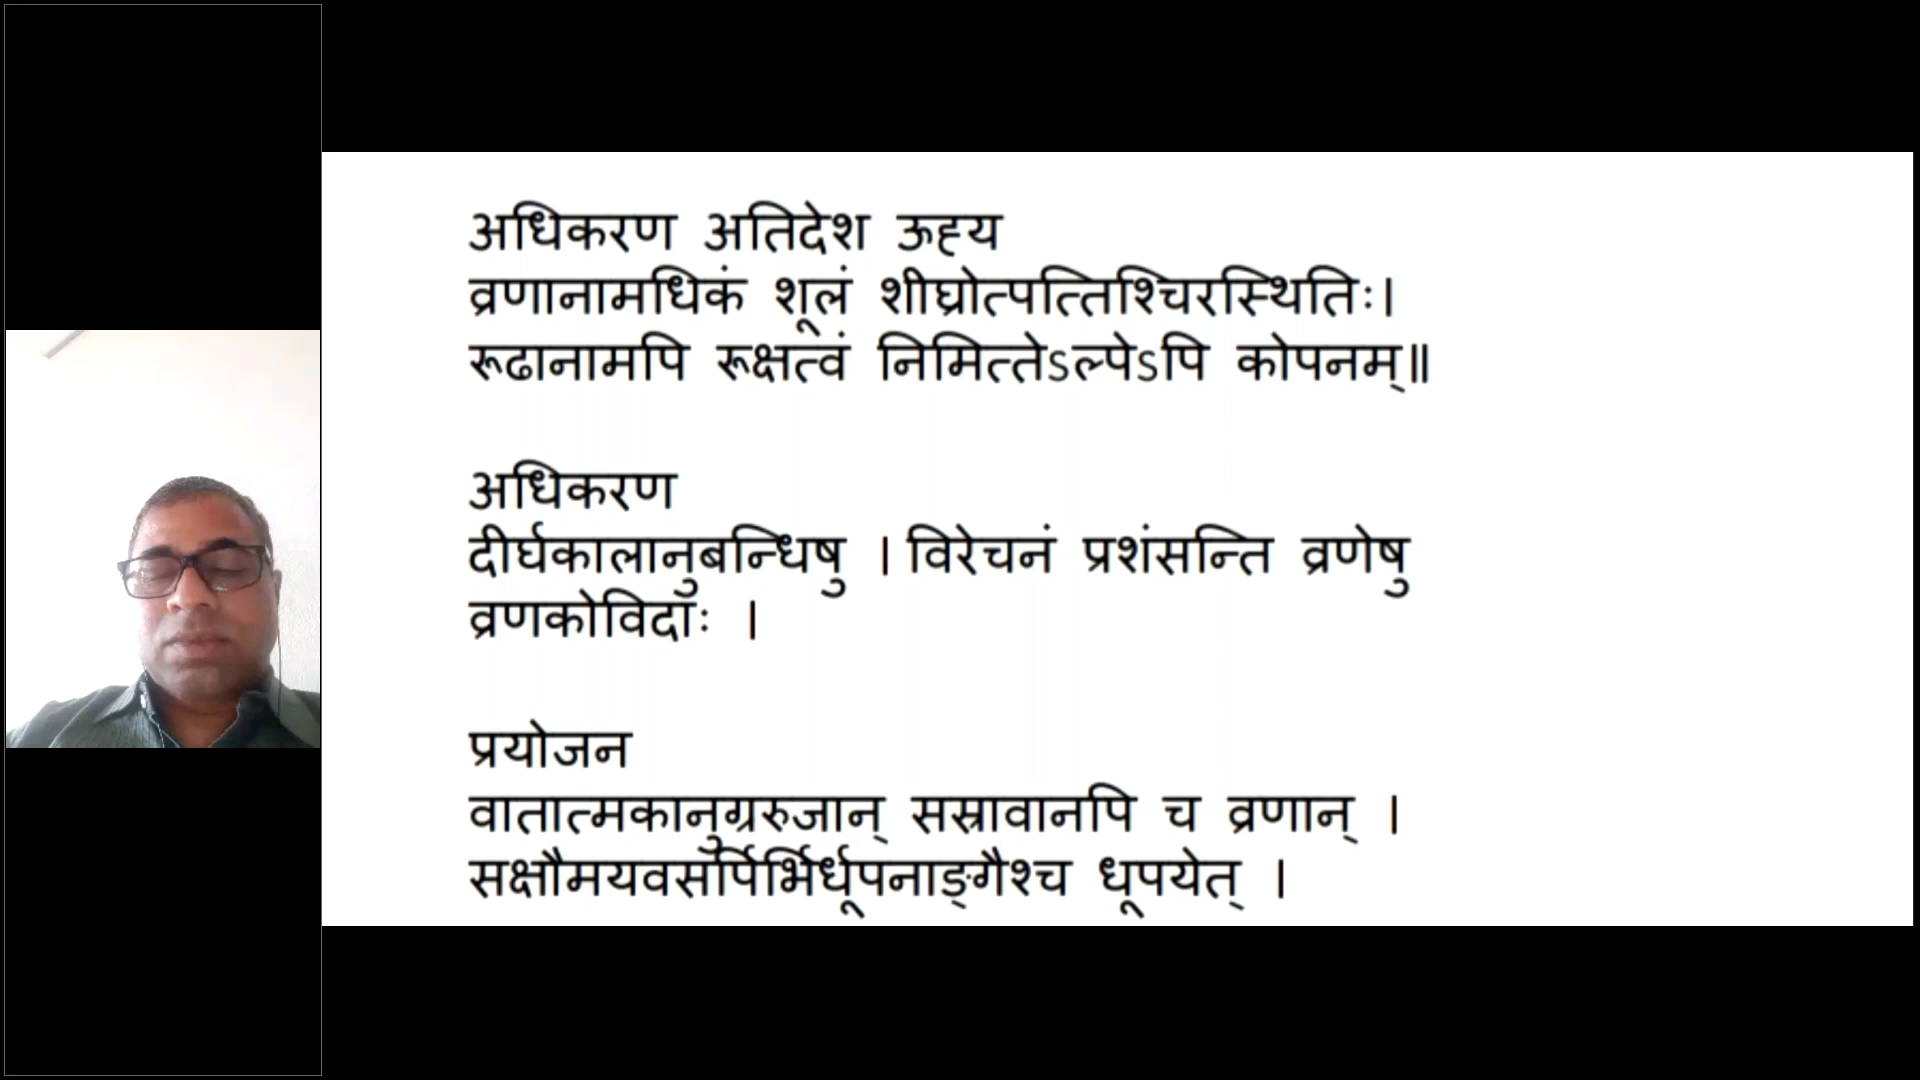 अधिकरण अतिदेश ऊह्य
व्रणानामधिकं शूलं शीघ्रोत्पत्तिश्चिरस्थितिः।
रूढानामपि रूक्षत्वं निमित्तेऽल्पेऽपि कोपनम्॥
अधिकरण
दीर्घकालानुबन्धिषु । विरेचनं प्रशंसन्ति व्रणेषु
व्रणकोविदाः ।
प्रयोजन
वातात्मकानुग्ररुजान् सस्रावानपि च व्रणान् ।
सक्षौमयवसर्पिर्भिर्धूपनाङ्गैश्च धूपयेत् ।